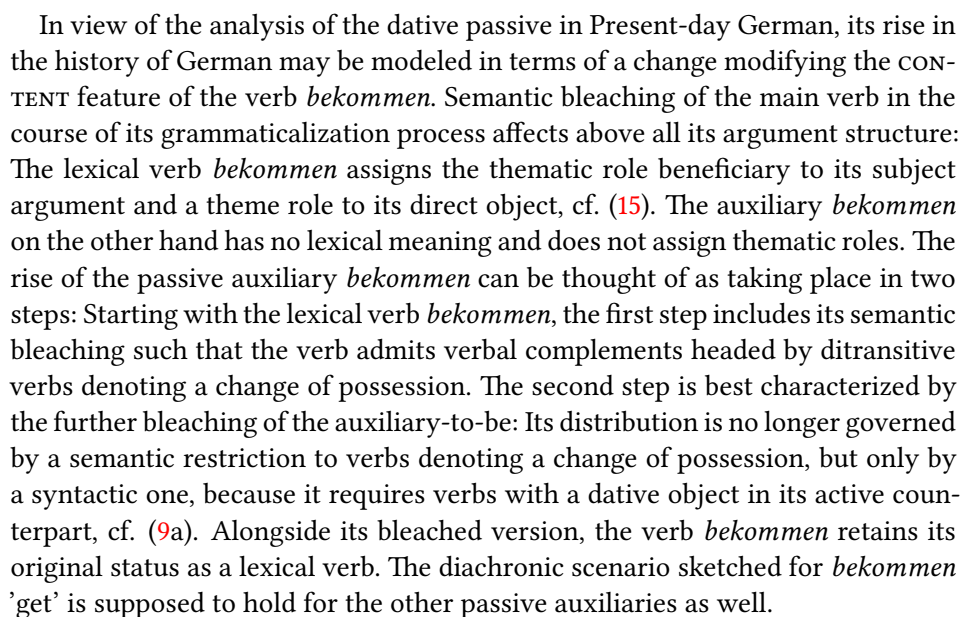 In view of the analysis of the dative passive in Present-day German, its rise in
the history of German may be modeled in terms of a change modifying the CON-
TENT feature of the verb bekommen. Semantic bleaching of the main verb in the
course of its grammaticalization process affects above all its argument structure:
The lexical verb bekommen assigns the thematic role beneficiary to its subject
argument and a theme role to its direct object, cf. (15). The auxiliary bekommen
on the other hand has no lexical meaning and does not assign thematic roles. The
rise of the passive auxiliary bekommen can be thought of as taking place in two
steps: Starting with the lexical verb bekommen, the first step includes its semantic
bleaching such that the verb admits verbal complements headed by ditransitive
verbs denoting a change of possession. The second step is best characterized by
the further bleaching of the auxiliary-to-be: Its distribution is no longer governed
by a semantic restriction to verbs denoting a change of possession, but only by
a syntactic one, because it requires verbs with a dative object in its active coun-
terpart, cf. (9a). Alongside its bleached version, the verb bekommen retains its
original status as a lexical verb. The diachronic scenario sketched for bekommen
'get' is supposed to hold for the other passive auxiliaries as well.